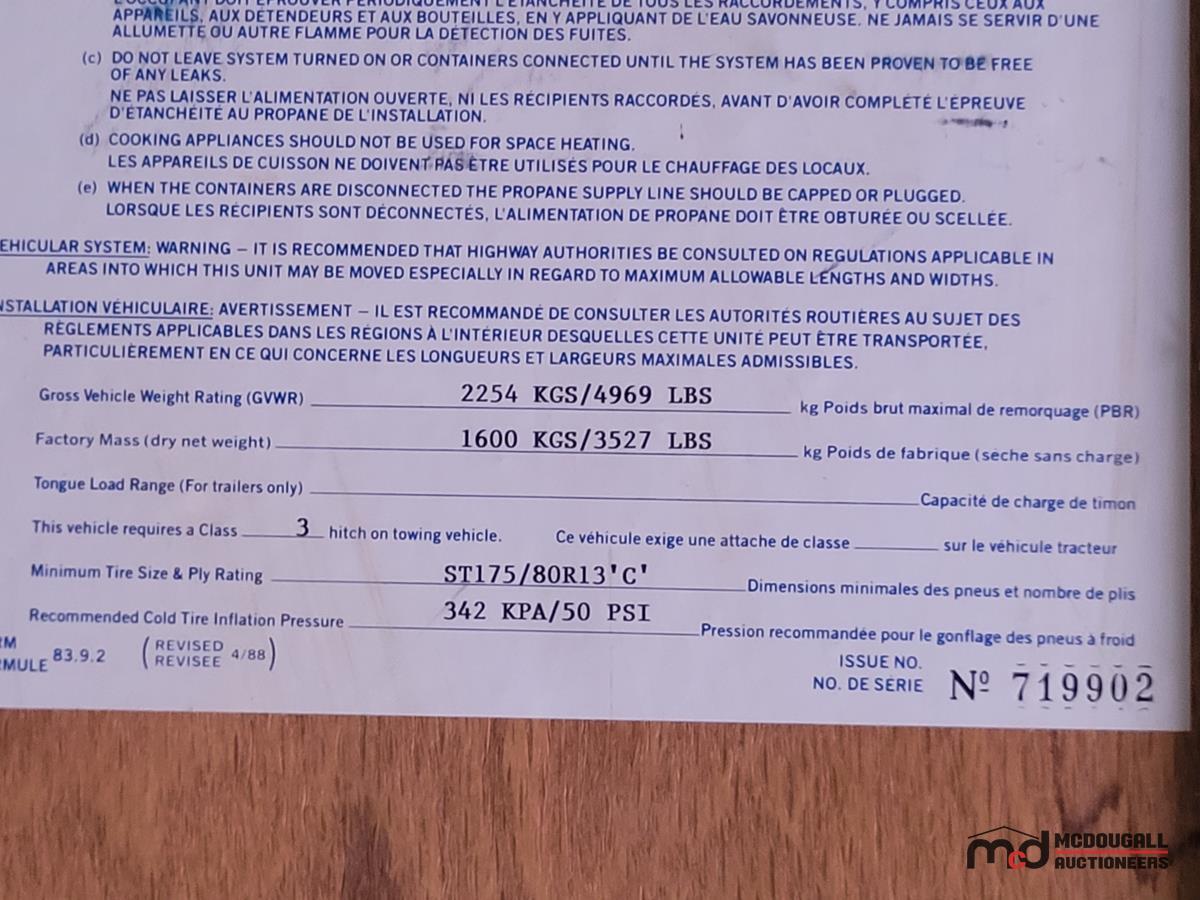 L'OCCUPANT DOIT ÉPROUVER PÉRIODIQUEMENT L'ÉTANCHÉITÉ DE TOUS LES RACCORDEMENTS, Y COMPRIS CEUX AUX
APPAREILS, AUX DÉTENDEURS ET AUX BOUTEILLES, EN Y APPLIQUANT DE L'EAU SAVONNEUSE. NE JAMAIS SE SERVIR D'UNE
ALLUMETTE OU AUTRE FLAMME POUR LA DÉTECTION DES FUITES.
(c) DO NOT LEAVE SYSTEM TURNED ON OR CONTAINERS CONNECTED UNTIL THE SYSTEM HAS BEEN PROVEN TO BE FREE
OF ANY LEAKS.
NE PAS LAISSER L'ALIMENTATION OUVERTE, NI LES RÉCIPIENTS RACCORDÉS, AVANT D'AVOIR COMPLÉTÉ L'ÉPREUVE
D'ÉTANCHÉITÉ AU PROPANE DE L'INSTALLATION.
(d) COOKING APPLIANCES SHOULD NOT BE USED FOR SPACE HEATING.
LES APPAREILS DE CUISSON NE DOIVENT PAS ÊTRE UTILISÉS POUR LE CHAUFFAGE DES LOCAUX.
(e) WHEN THE CONTAINERS ARE DISCONNECTED THE PROPANE SUPPLY LINE SHOULD BE CAPPED OR PLUGGED.
LORSQUE LES RÉCIPIENTS SONT DÉCONNECTÉS, L'ALIMENTATION DE PROPANE DOIT ÊTRE OBTURÉE OU SCELLÉE.
EHICULAR SYSTEM: WARNING – IT IS RECOMMENDED THAT HIGHWAY AUTHORITIES BE CONSULTED ON REGULATIONS APPLICABLE IN
AREAS INTO WHICH THIS UNIT MAY BE MOVED ESPECIALLY IN REGARD TO MAXIMUM ALLOWABLE LENGTHS AND WIDTHS.
NSTALLATION VÉHICULAIRE: AVERTISSEMENT – IL EST RECOMMANDÉ DE CONSULTER LES AUTORITÉS ROUTIÈRES AU SUJET DES
RÈGLEMENTS APPLICABLES DANS LES RÉGIONS À L'INTÉRIEUR DESQUELLES CETTE UNITÉ PEUT ÊTRE TRANSPORTÉE,
PARTICULIÈREMENT EN CE QUI CONCERNE LES LONGUEURS ET LARGEURS MAXIMALES ADMISSIBLES.
Gross Vehicle Weight Rating (GVWR) 2254 KGS/4969 LBS kg Poids brut maximal de remorquage (PBR)
Factory Mass (dry net weight) 1600 KGS/3527 LBS kg Poids de fabrique (sèche sans charge)
Tongue Load Range (For trailers only) Capacité de charge de timon
This vehicle requires a Class 3 hitch on towing vehicle. Ce véhicule exige une attache de classe sur le véhicule tracteur
Minimum Tire Size & Ply Rating ST175/80R13'C' Dimensions minimales des pneus et nombre de plis
Recommended Cold Tire Inflation Pressure 342 KPA/50 PSI Pression recommandée pour le gonflage des pneus à froid
RM
RMULE 83.9.2 (REVISED
REVISEE 4/88)
ISSUE NO.
NO. DE SÉRIE Nº 719902
mcd MCDOUGALL
AUCTIONEERS